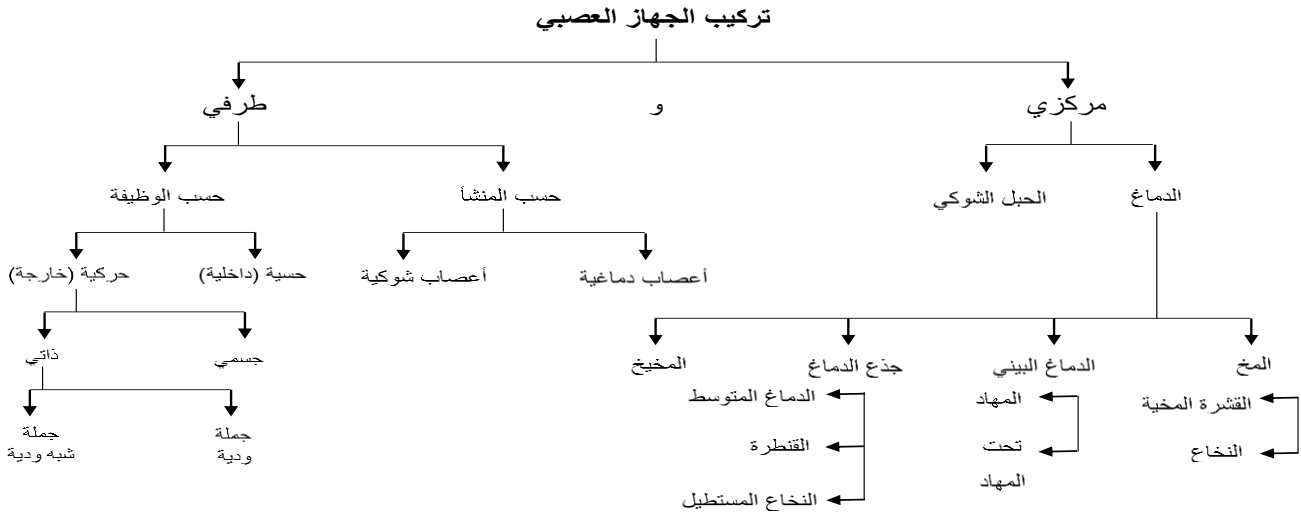 تركيب الجهاز العصبي
مركزي
و
طرفي
الدماغ
الحبل الشوكي
حسب المنشأ
حسب الوظيفة
أعصاب دماغية
أعصاب شوكية
حسية (داخلية)
حركية (خارجة)
جسمي
ذاتي
جملة
ودية
جملة
شبه ودية
المخ
الدماغ البيني
جذع الدماغ
المخيخ
القشرة المخية
النخاع
المهاد
تحت
المهاد
الدماغ المتوسط
القنطرة
النخاع المستطيل